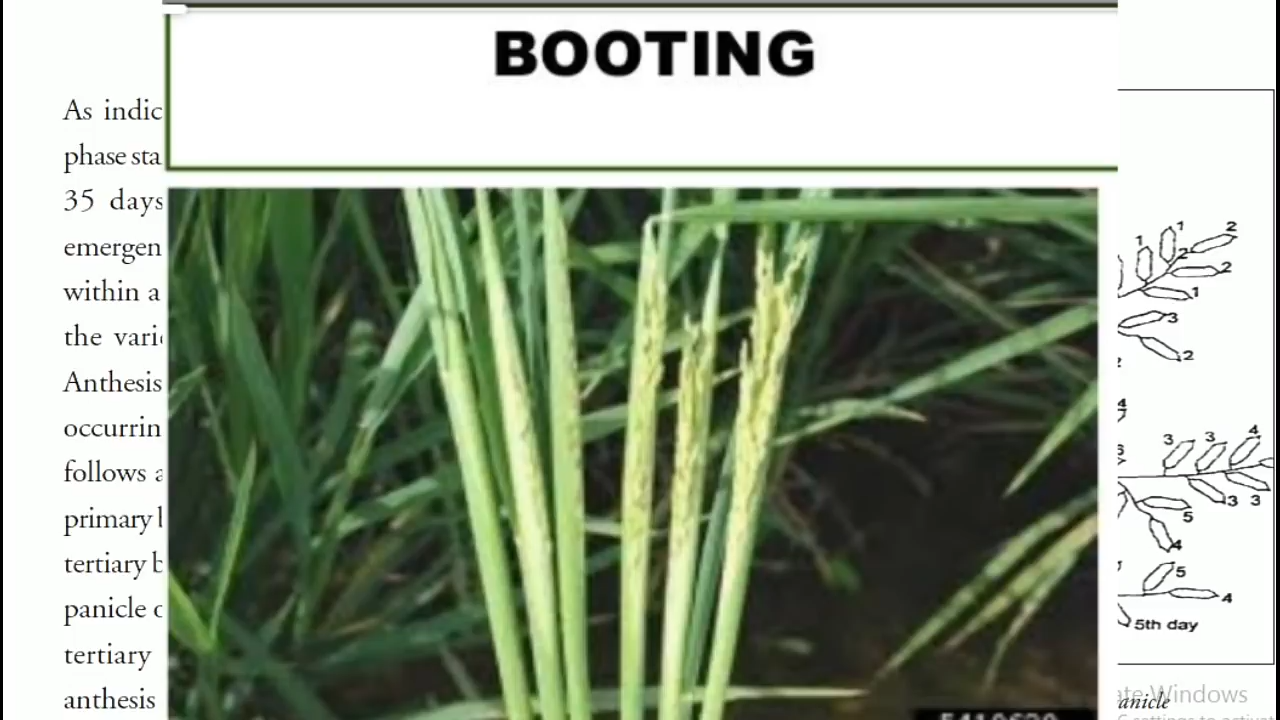 BOOTING
As indic
phase sta
35 days
emergen
within a
the vari
Anthesis
occurrin
follows a
primary b
tertiary b
panicle o
tertiary
anthesis
1 1 2
2
2
1
3
2
2
4
6
3 3 4
3 3
5
4
5
4
5th day
ate Windows
anicle